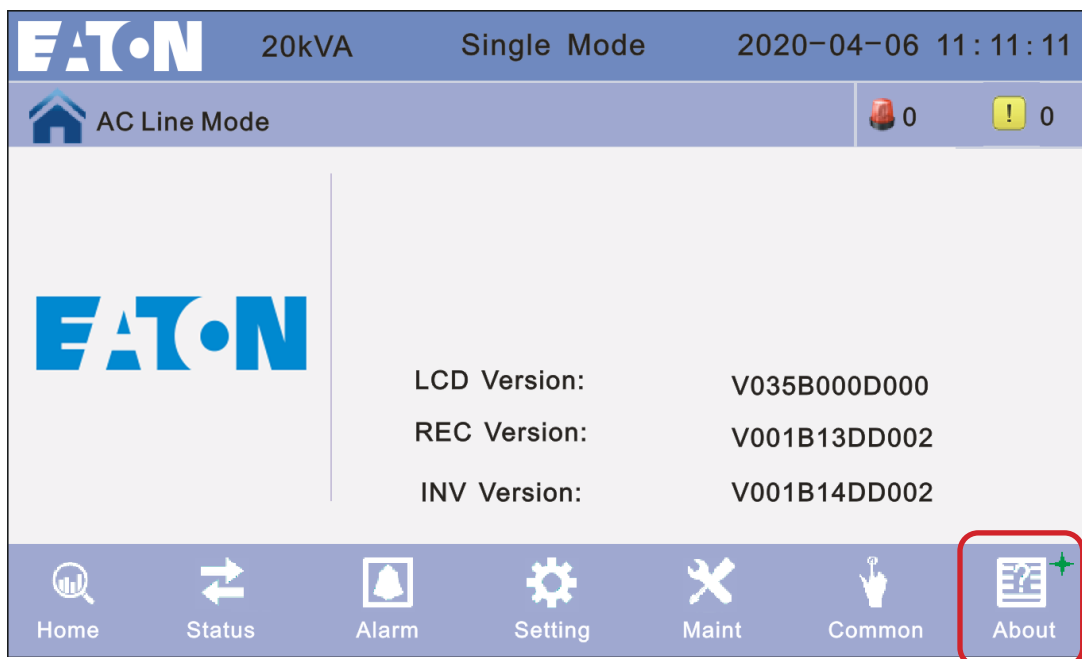 EATON 20kVA Single Mode 2020-04-06 11:11:11
AC Line Mode 0 ! 0
EATON
LCD Version: V035B000D000
REC Version: V001B13DD002
INV Version: V001B14DD002
?
Home Status Alarm Setting Maint Common About